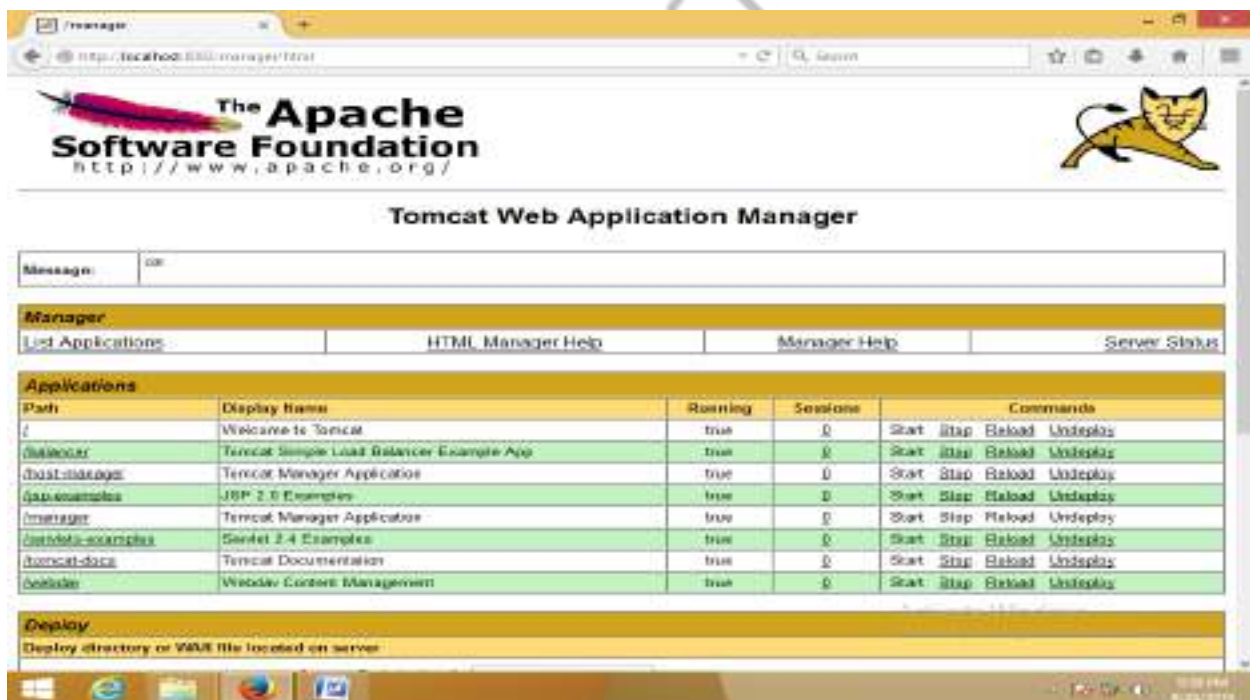 /manager
Search
The Apache
Software Foundation
http://www.apache.org/
Tomcat Web Application Manager
Message: OK
Manager
List Applications HTML Manager Help Manager Help Server Status
Applications
Path Display Name Running Sessions Commands
/ Welcome to Tomcat true 0 Start Stop Reload Undeploy
/balancer Tomcat Simple Load Balancer Example App true 0 Start Stop Reload Undeploy
/host-manager Tomcat Manager Application true 0 Start Stop Reload Undeploy
/jsp-examples JSP 2.0 Examples true 0 Start Stop Reload Undeploy
/manager Tomcat Manager Application true 0 Start Stop Reload Undeploy
/servlets-examples Servlet 2.4 Examples true 0 Start Stop Reload Undeploy
/tomcat-docs Tomcat Documentation true 0 Start Stop Reload Undeploy
/webdav Webdav Content Management true 0 Start Stop Reload Undeploy
Deploy
Deploy directory or WAR file located on server